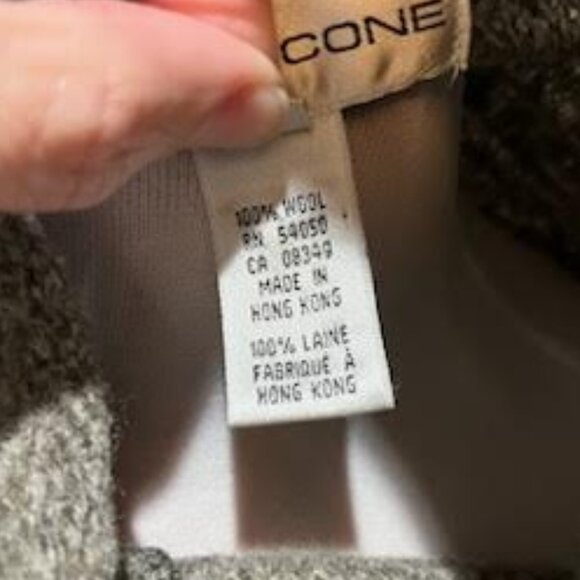 CONE
100% WOOL
RN 54050
CA 08349
MADE IN
HONG KONG
100% LAINE
FABRIQUÉ À
HONG KONG